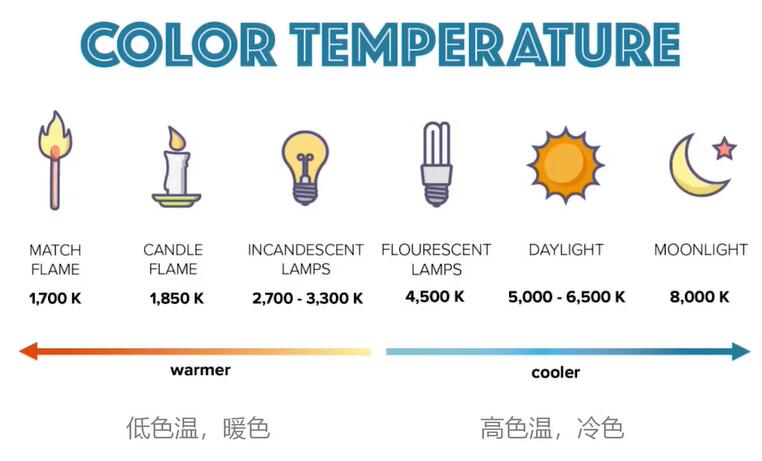 COLOR TEMPERATURE
MATCH
FLAME
1,700 K
CANDLE
FLAME
1,850 K
INCANDESCENT
LAMPS
2,700 - 3,300 K
FLOURESCENT
LAMPS
4,500 K
DAYLIGHT
5,000 - 6,500 K
MOONLIGHT
8,000 K
warmer
cooler
低色温，暖色
高色温，冷色